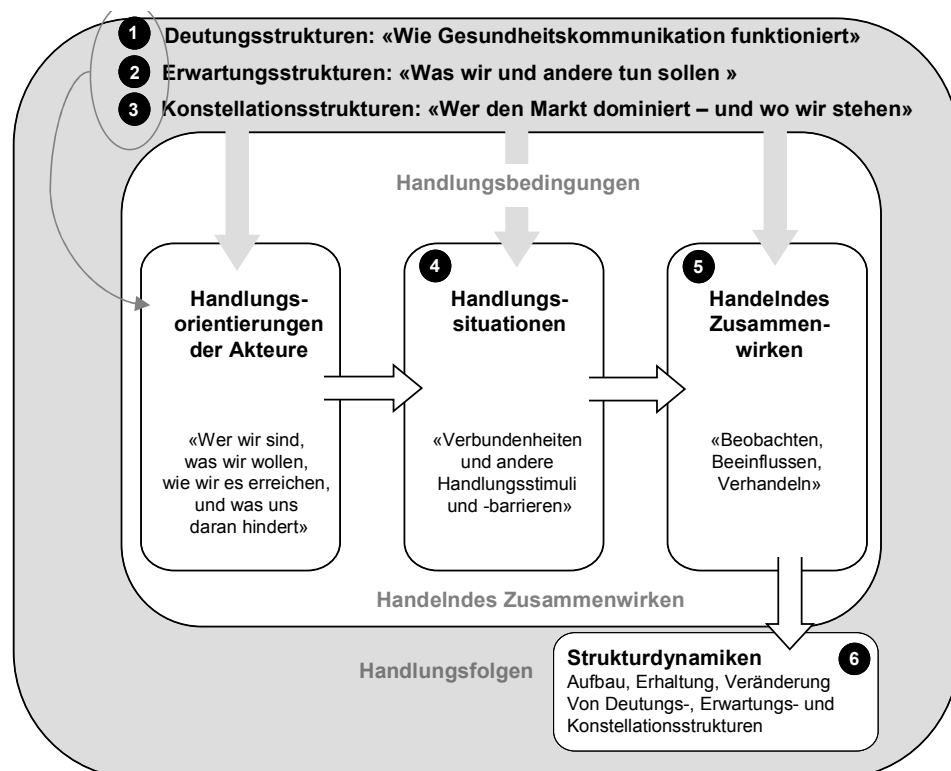 1 Deutungsstrukturen: «Wie Gesundheitskommunikation funktioniert»
2 Erwartungsstrukturen: «Was wir und andere tun sollen »
3 Konstellationsstrukturen: «Wer den Markt dominiert – und wo wir stehen»
Handlungsbedingungen
Handlungs-
orientierungen
der Akteure
«Wer wir sind,
was wir wollen,
wie wir es erreichen,
und was uns
daran hindert»
4
Handlungs-
situationen
«Verbundenheiten
und andere
Handlungsstimuli
und -barrieren»
5
Handelndes
Zusammen-
wirken
«Beobachten,
Beeinflussen,
Verhandeln»
Handelndes Zusammenwirken
Handlungsfolgen
Strukturdynamiken 6
Aufbau, Erhaltung, Veränderung
Von Deutungs-, Erwartungs- und
Konstellationsstrukturen